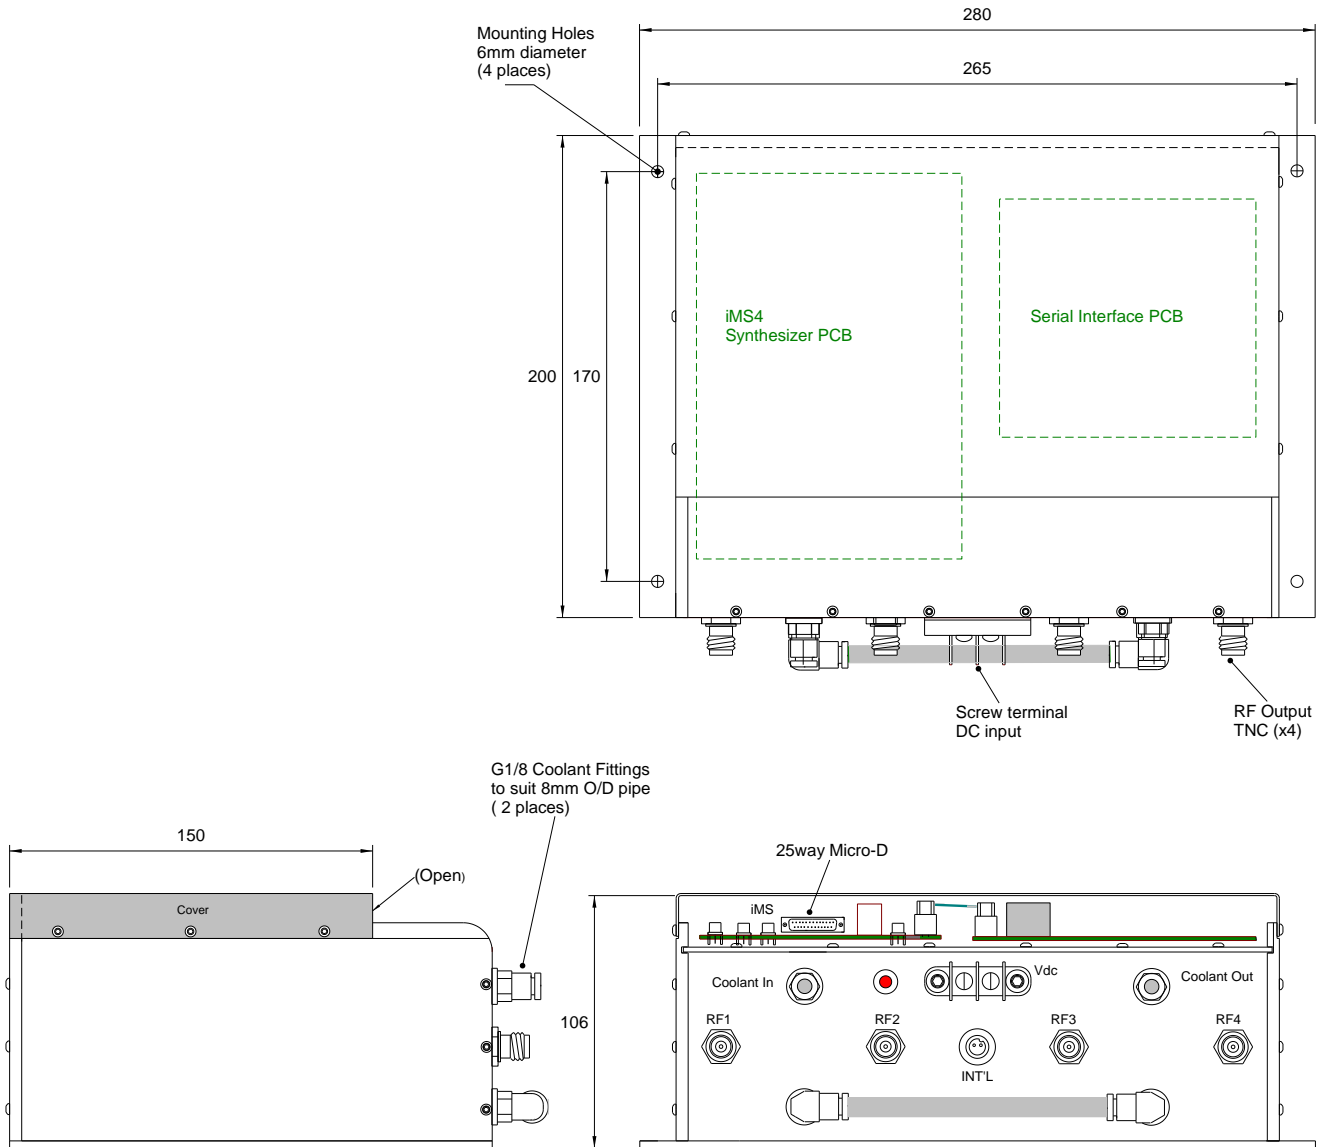 280
Mounting Holes
6mm diameter
(4 places)
265
iMS4
Synthesizer PCB
Serial Interface PCB
200
170
Screw terminal
DC input
RF Output
TNC (x4)
G1/8 Coolant Fittings
to suit 8mm O/D pipe
( 2 places)
150
(Open)
Cover
25way Micro-D
iMS
Coolant In
Vdc
Coolant Out
106
RF1
RF2
RF3
RF4
INT'L